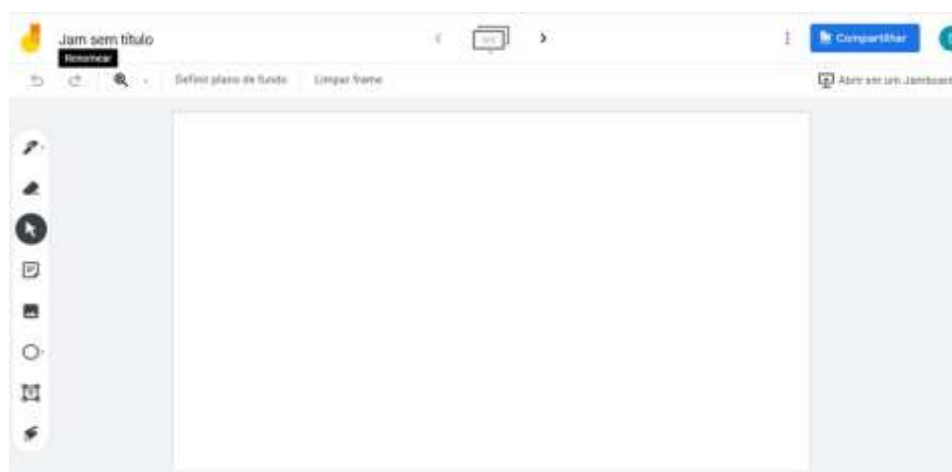 Jam sem título
Compartilhar
Renomear
Definir plano de fundo
Limpar frame
Abrir em um Jamboard